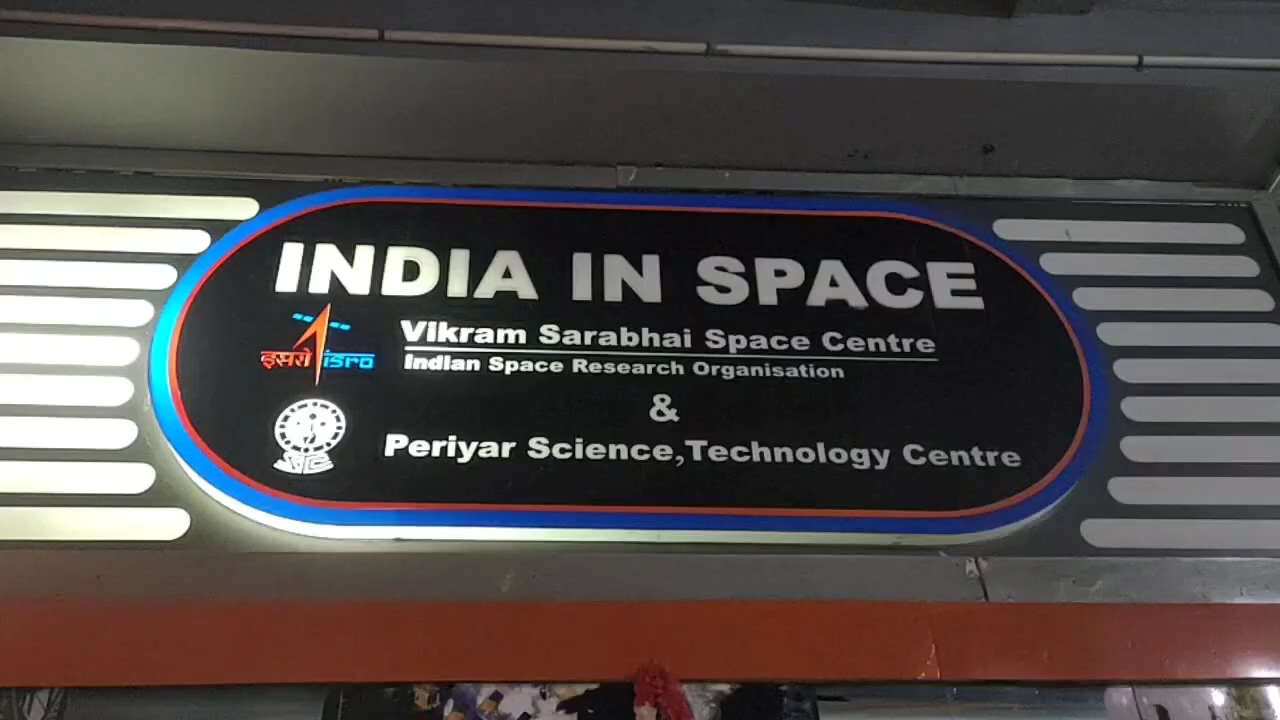 INDIA IN SPACE
Vikram Sarabhai Space Centre
इसरो isro
Indian Space Research Organisation
&
Periyar Science,Technology Centre